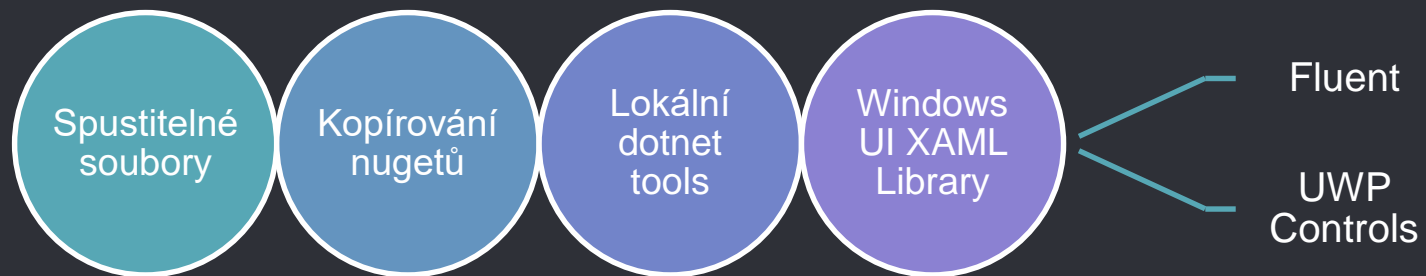 Spustitelné
soubory
Kopírování
nugetů
Lokální
dotnet
tools
Windows
UI XAML
Library
Fluent
UWP
Controls